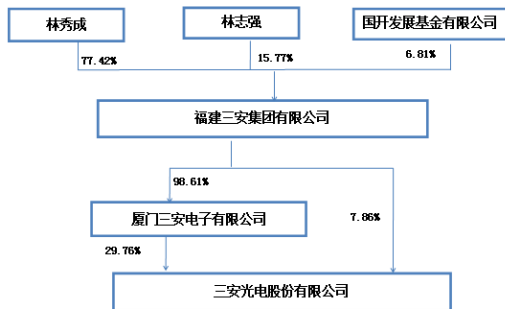 林秀成
林志强
国开发展基金有限公司
77.42%
15.77%
6.81%
福建三安集团有限公司
98.61%
厦门三安电子有限公司
7.86%
29.76%
三安光电股份有限公司